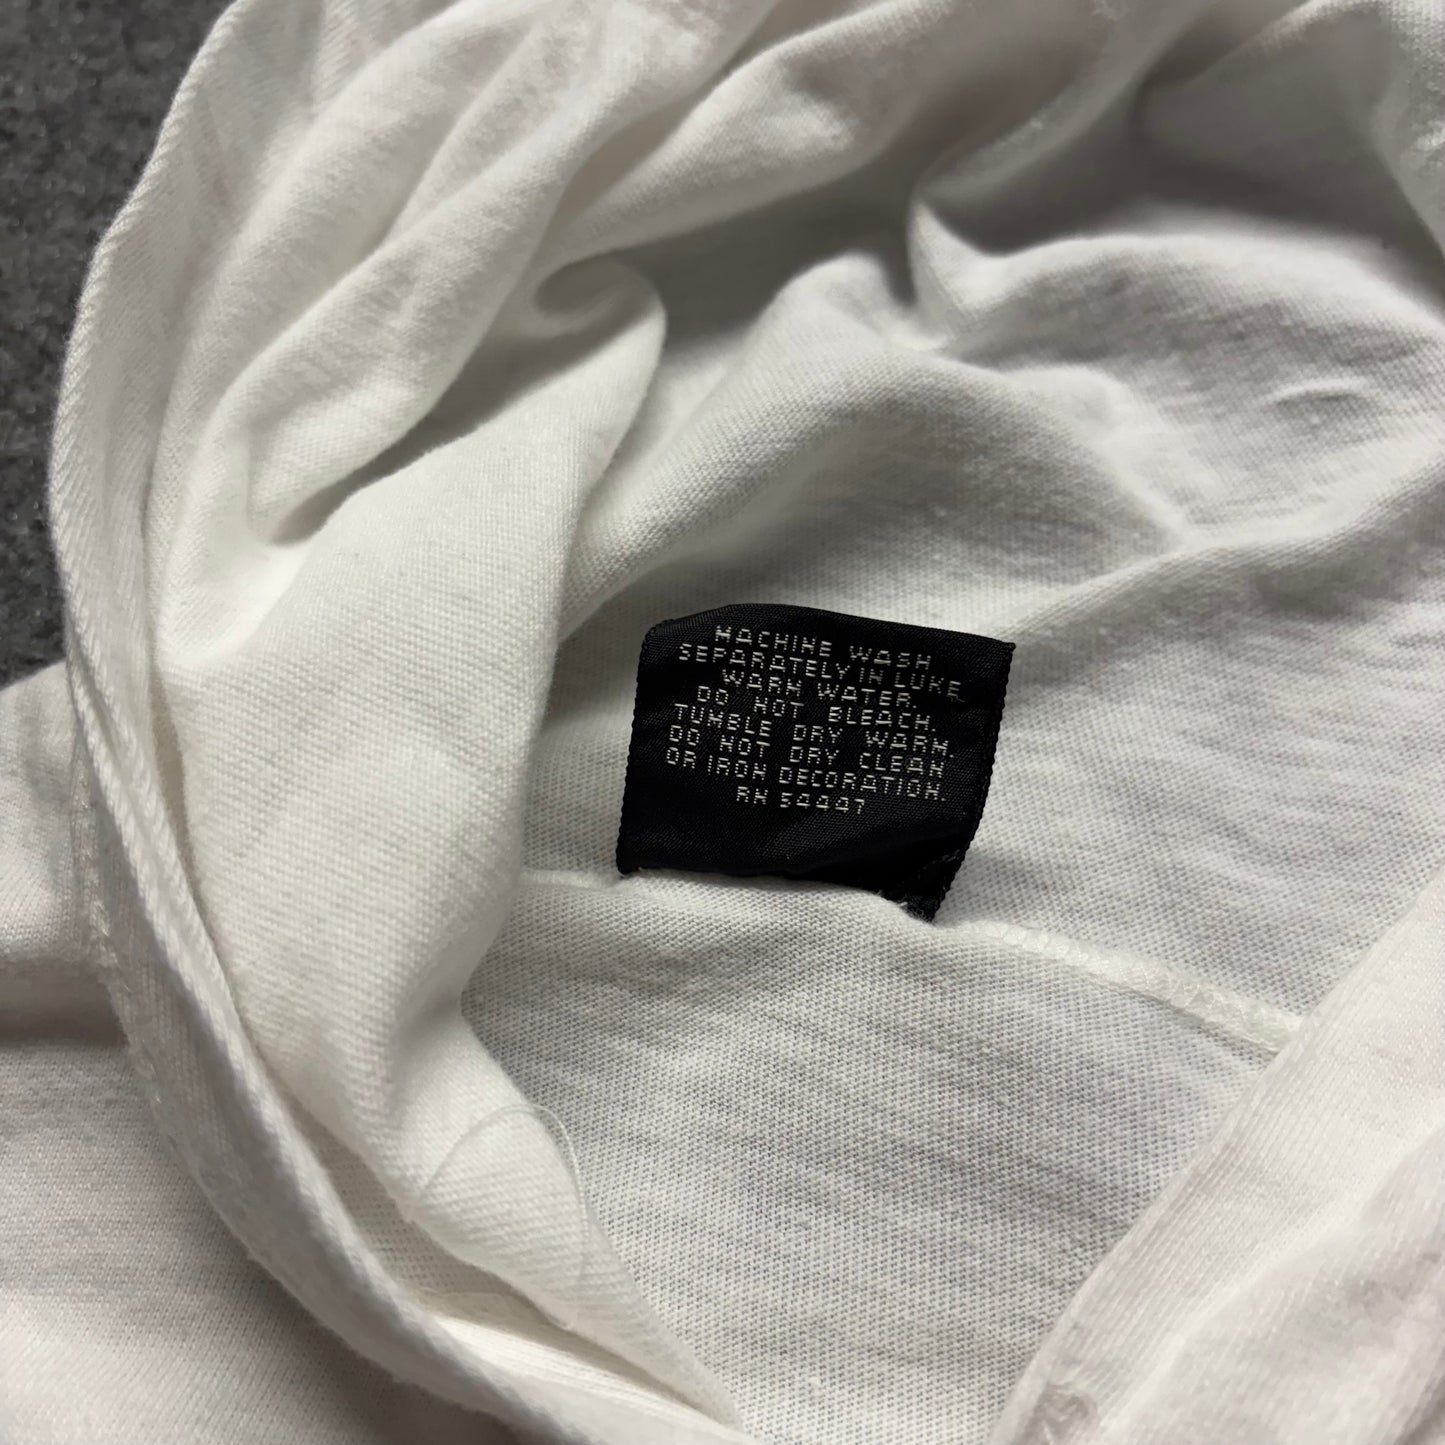 MACHINE WASH
SEPARATELY IN LUKE
WARM WATER.
DO NOT BLEACH.
TUMBLE DRY WARM.
DO NOT DRY CLEAN
OR IRON DECORATION.
RN 54447